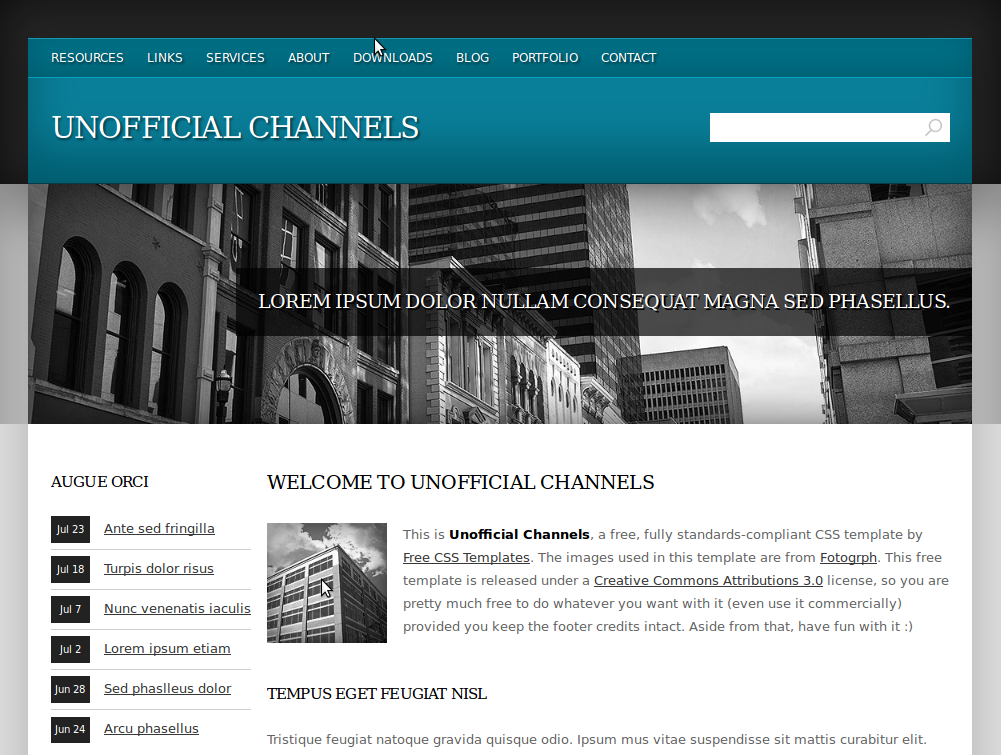 RESOURCES LINKS SERVICES ABOUT DOWNLOADS BLOG PORTFOLIO CONTACT
UNOFFICIAL CHANNELS
LOREM IPSUM DOLOR NULLAM CONSEQUAT MAGNA SED PHASELLUS.
AUGUE ORCI
Jul 23 Ante sed fringilla
Jul 18 Turpis dolor risus
Jul 7 Nunc venenatis iaculis
Jul 2 Lorem ipsum etiam
Jun 28 Sed phaslleus dolor
Jun 24 Arcu phasellus
WELCOME TO UNOFFICIAL CHANNELS
This is Unofficial Channels, a free, fully standards-compliant CSS template by
Free CSS Templates. The images used in this template are from Fotogrph. This free
template is released under a Creative Commons Attributions 3.0 license, so you are
pretty much free to do whatever you want with it (even use it commercially)
provided you keep the footer credits intact. Aside from that, have fun with it :)
TEMPUS EGET FEUGIAT NISL
Tristique feugiat natoque gravida quisque odio. Ipsum mus vitae suspendisse sit mattis curabitur elit.